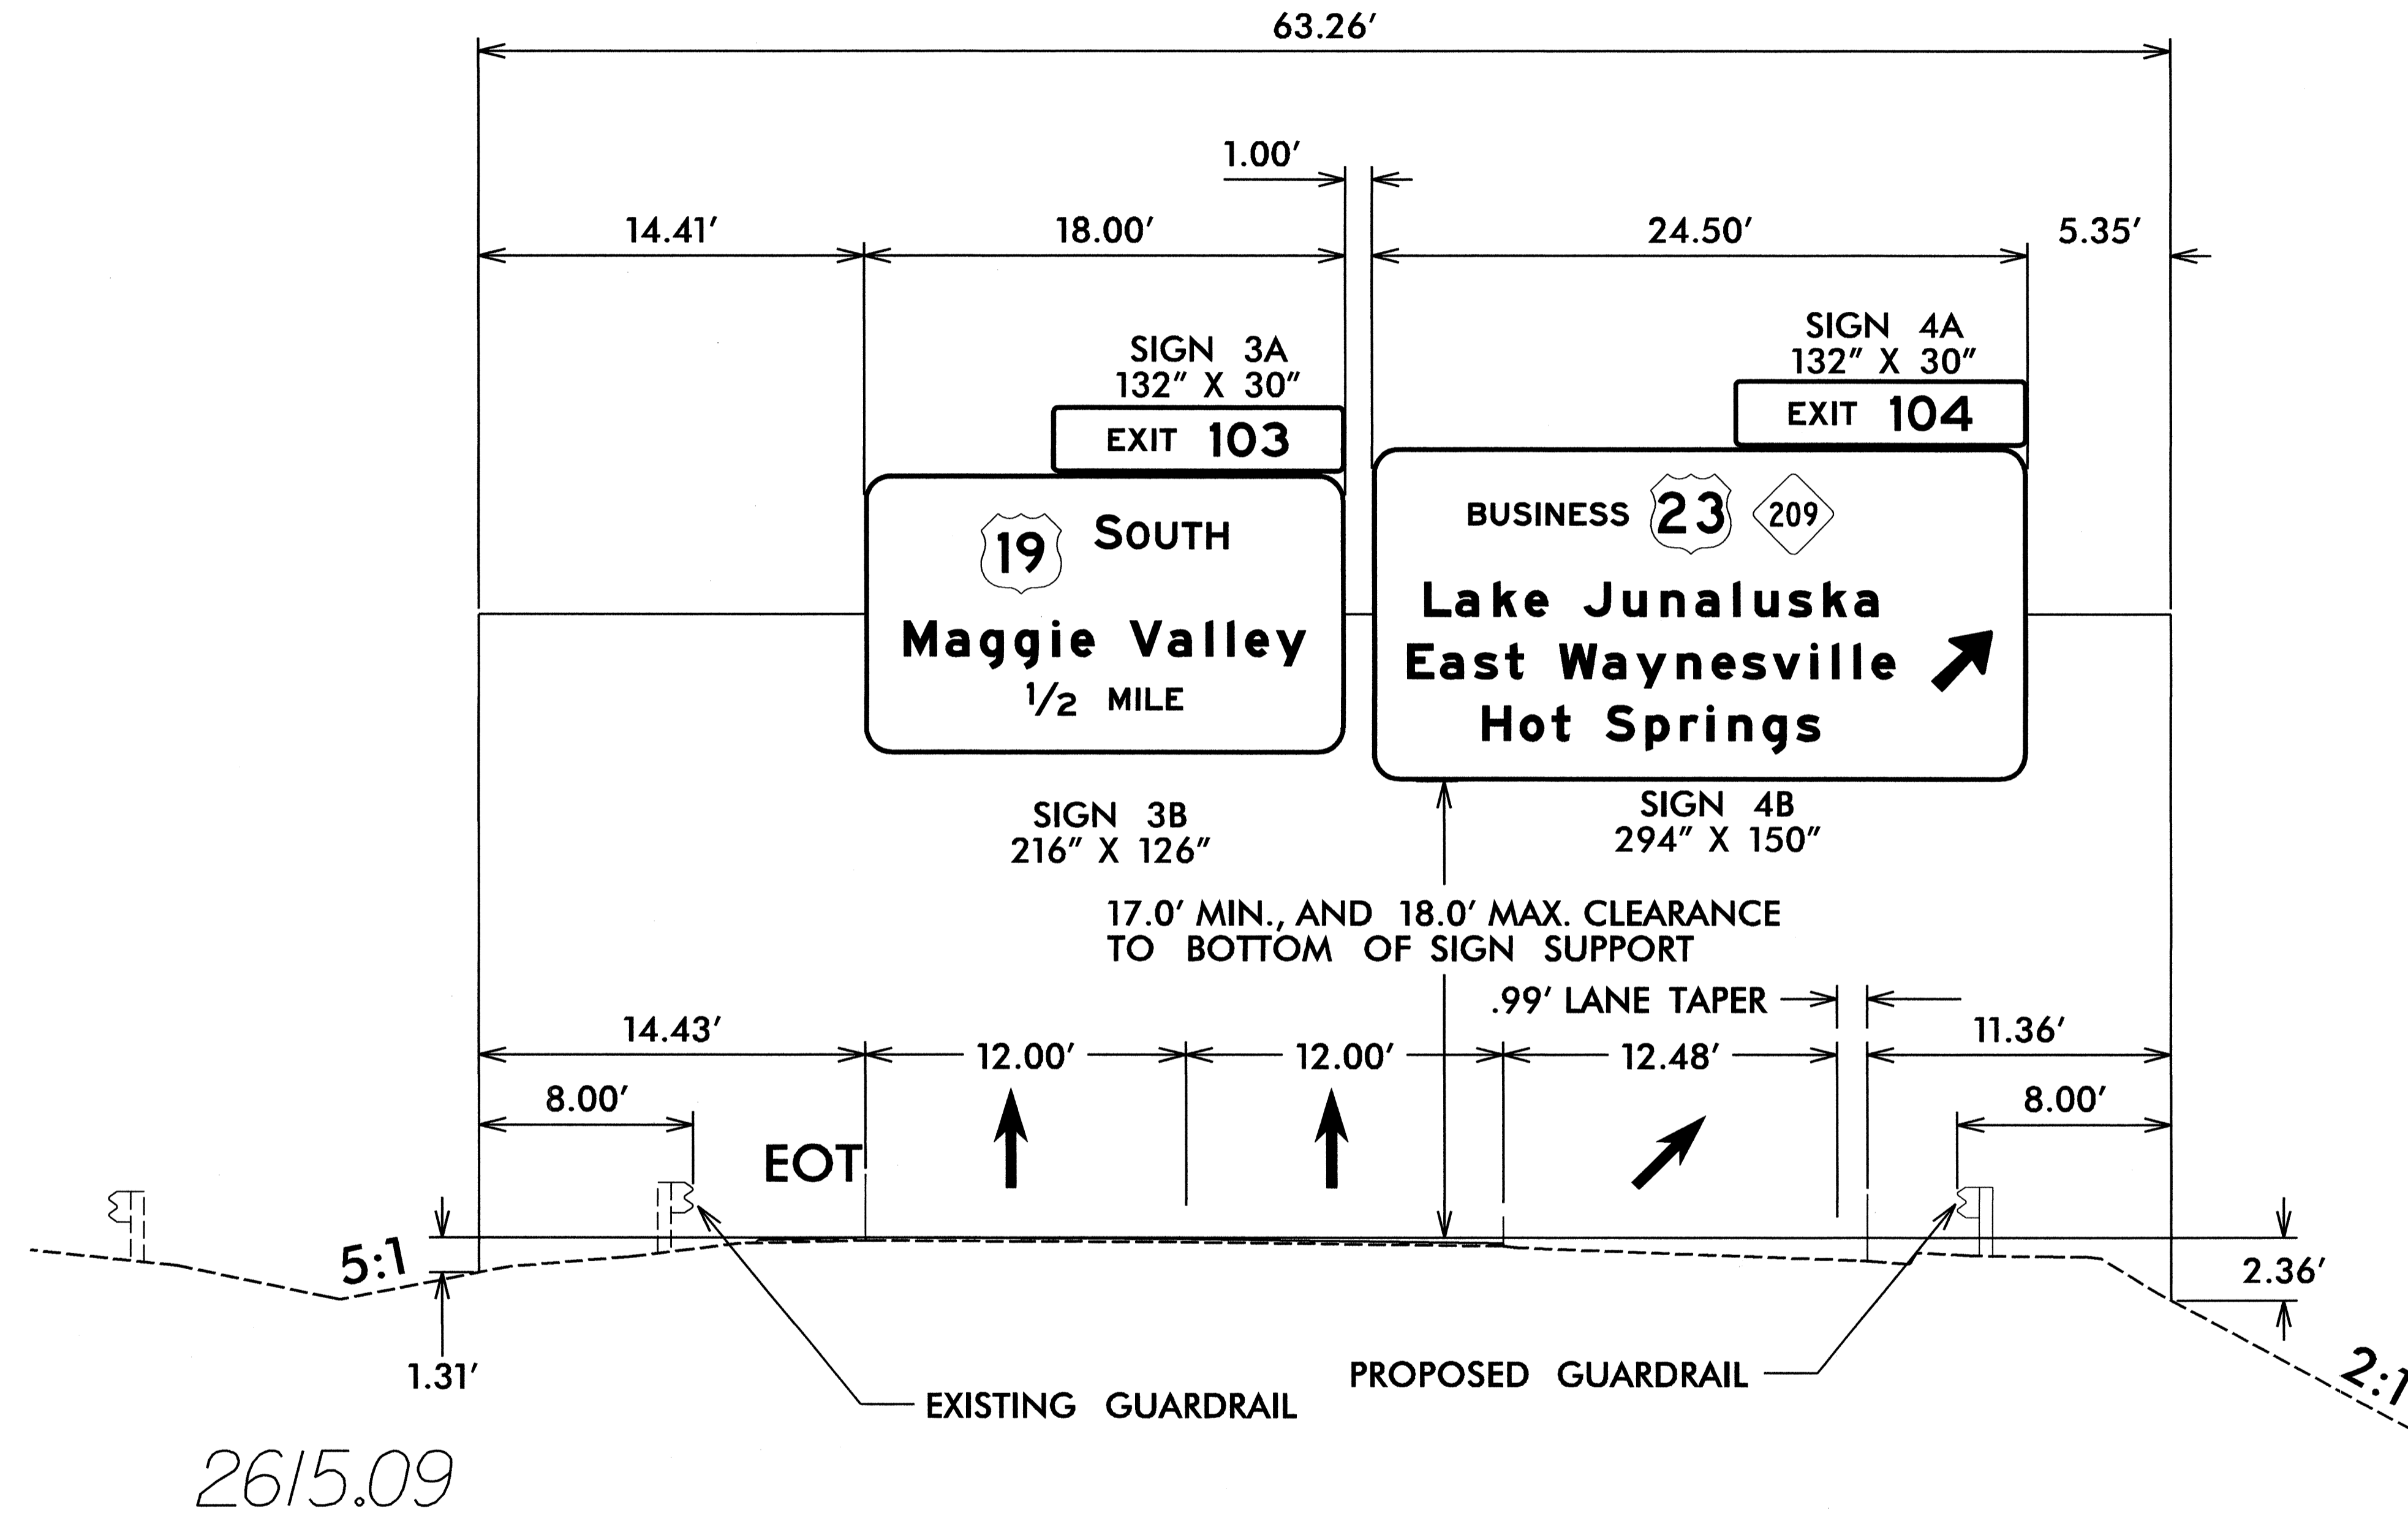 63.26'
1.00'
14.41' 18.00' 24.50' 5.35'
SIGN 3A
132" X 30"
EXIT 103
SIGN 4A
132" X 30"
EXIT 104
19 SOUTH
Maggie Valley
1/2 MILE
BUSINESS 23 209
Lake Junaluska
East Waynesville
Hot Springs
SIGN 3B
216" X 126"
SIGN 4B
294" X 150"
17.0' MIN., AND 18.0' MAX. CLEARANCE
TO BOTTOM OF SIGN SUPPORT
.99' LANE TAPER
14.43' 12.00' 12.00' 12.48' 11.36'
8.00' 8.00'
EOT
5:1
2.36'
1.31'
EXISTING GUARDRAIL
PROPOSED GUARDRAIL
2:1
2615.09